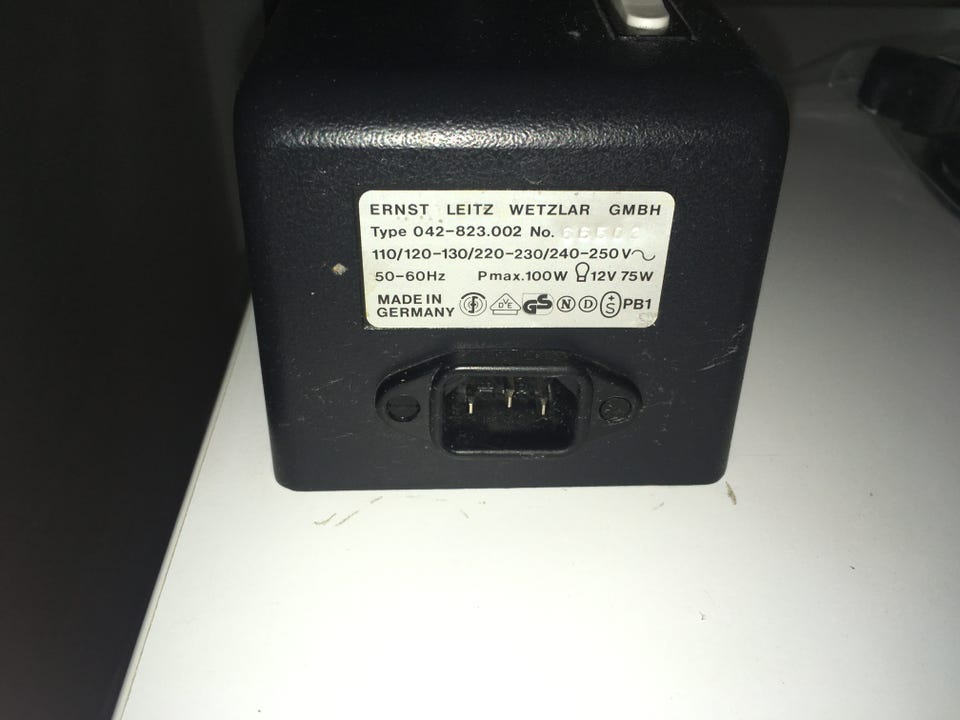 ERNST LEITZ WETZLAR GMBH
Type 042-823.002 No.
110/120-130/220-230/240-250V~
50-60Hz Pmax.100W 12V 75W
MADE IN GERMANY VDE GS N D +S PB1